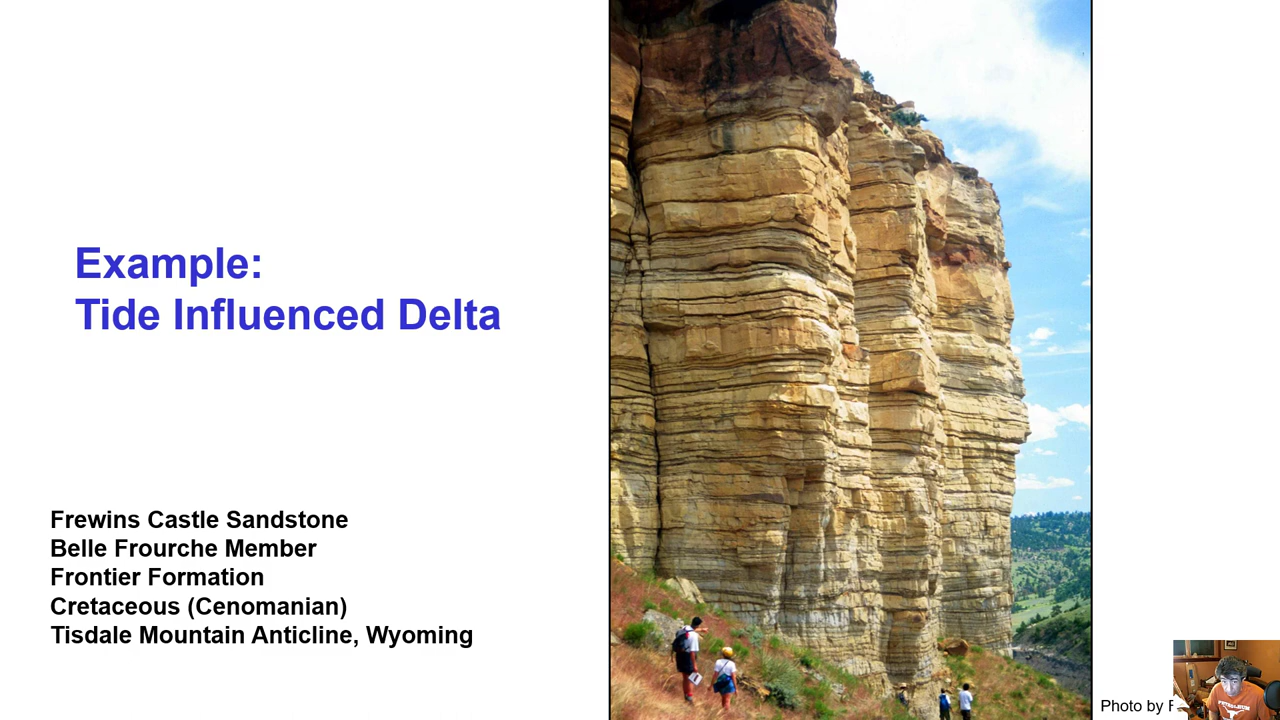 Example:
Tide Influenced Delta
Frewins Castle Sandstone
Belle Frourche Member
Frontier Formation
Cretaceous (Cenomanian)
Tisdale Mountain Anticline, Wyoming
Photo by